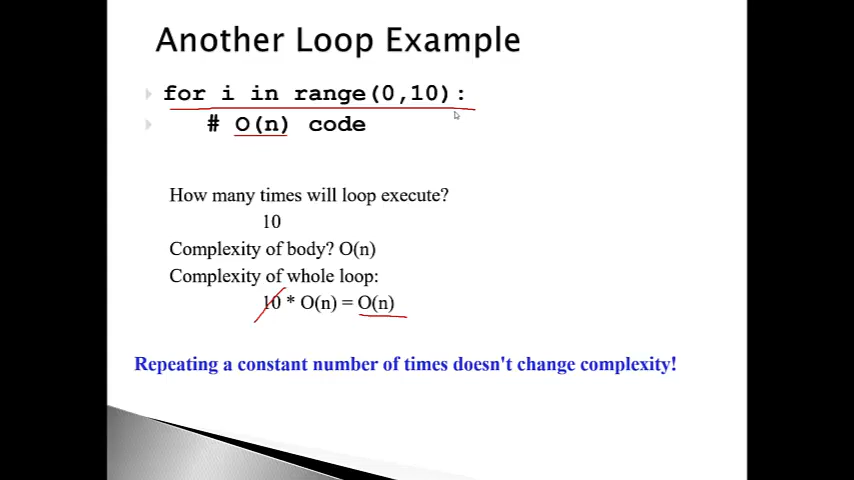 Another Loop Example
for i in range(0,10):
# O(n) code
How many times will loop execute?
10
Complexity of body? O(n)
Complexity of whole loop:
10 * O(n) = O(n)
Repeating a constant number of times doesn't change complexity!